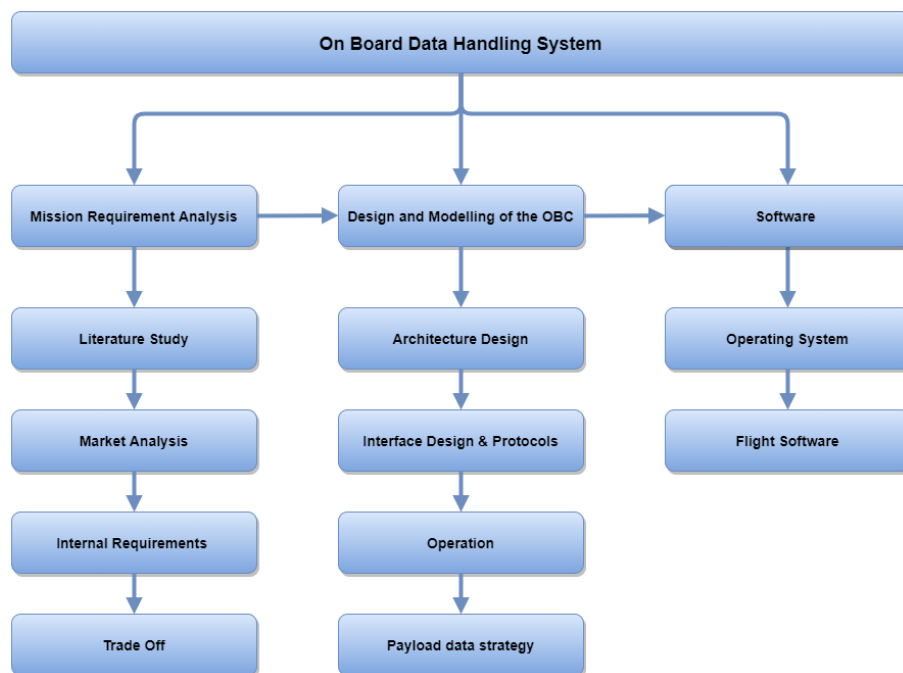 On Board Data Handling System
Mission Requirement Analysis
Design and Modelling of the OBC
Software
Literature Study
Architecture Design
Operating System
Market Analysis
Interface Design & Protocols
Flight Software
Internal Requirements
Operation
Trade Off
Payload data strategy